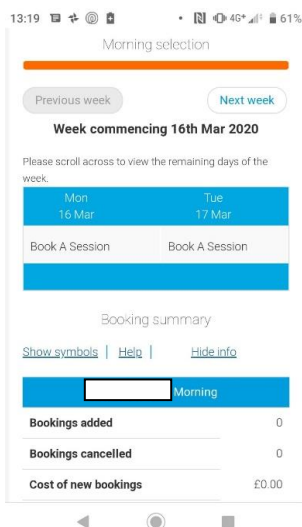 13:19 4G+ 61%
Morning selection
Previous week Next week
Week commencing 16th Mar 2020
Please scroll across to view the remaining days of the
week.
Mon Tue
16 Mar 17 Mar
Book A Session Book A Session
Booking summary
Show symbols | Help | Hide info
Morning
Bookings added 0
Bookings cancelled 0
Cost of new bookings £0.00